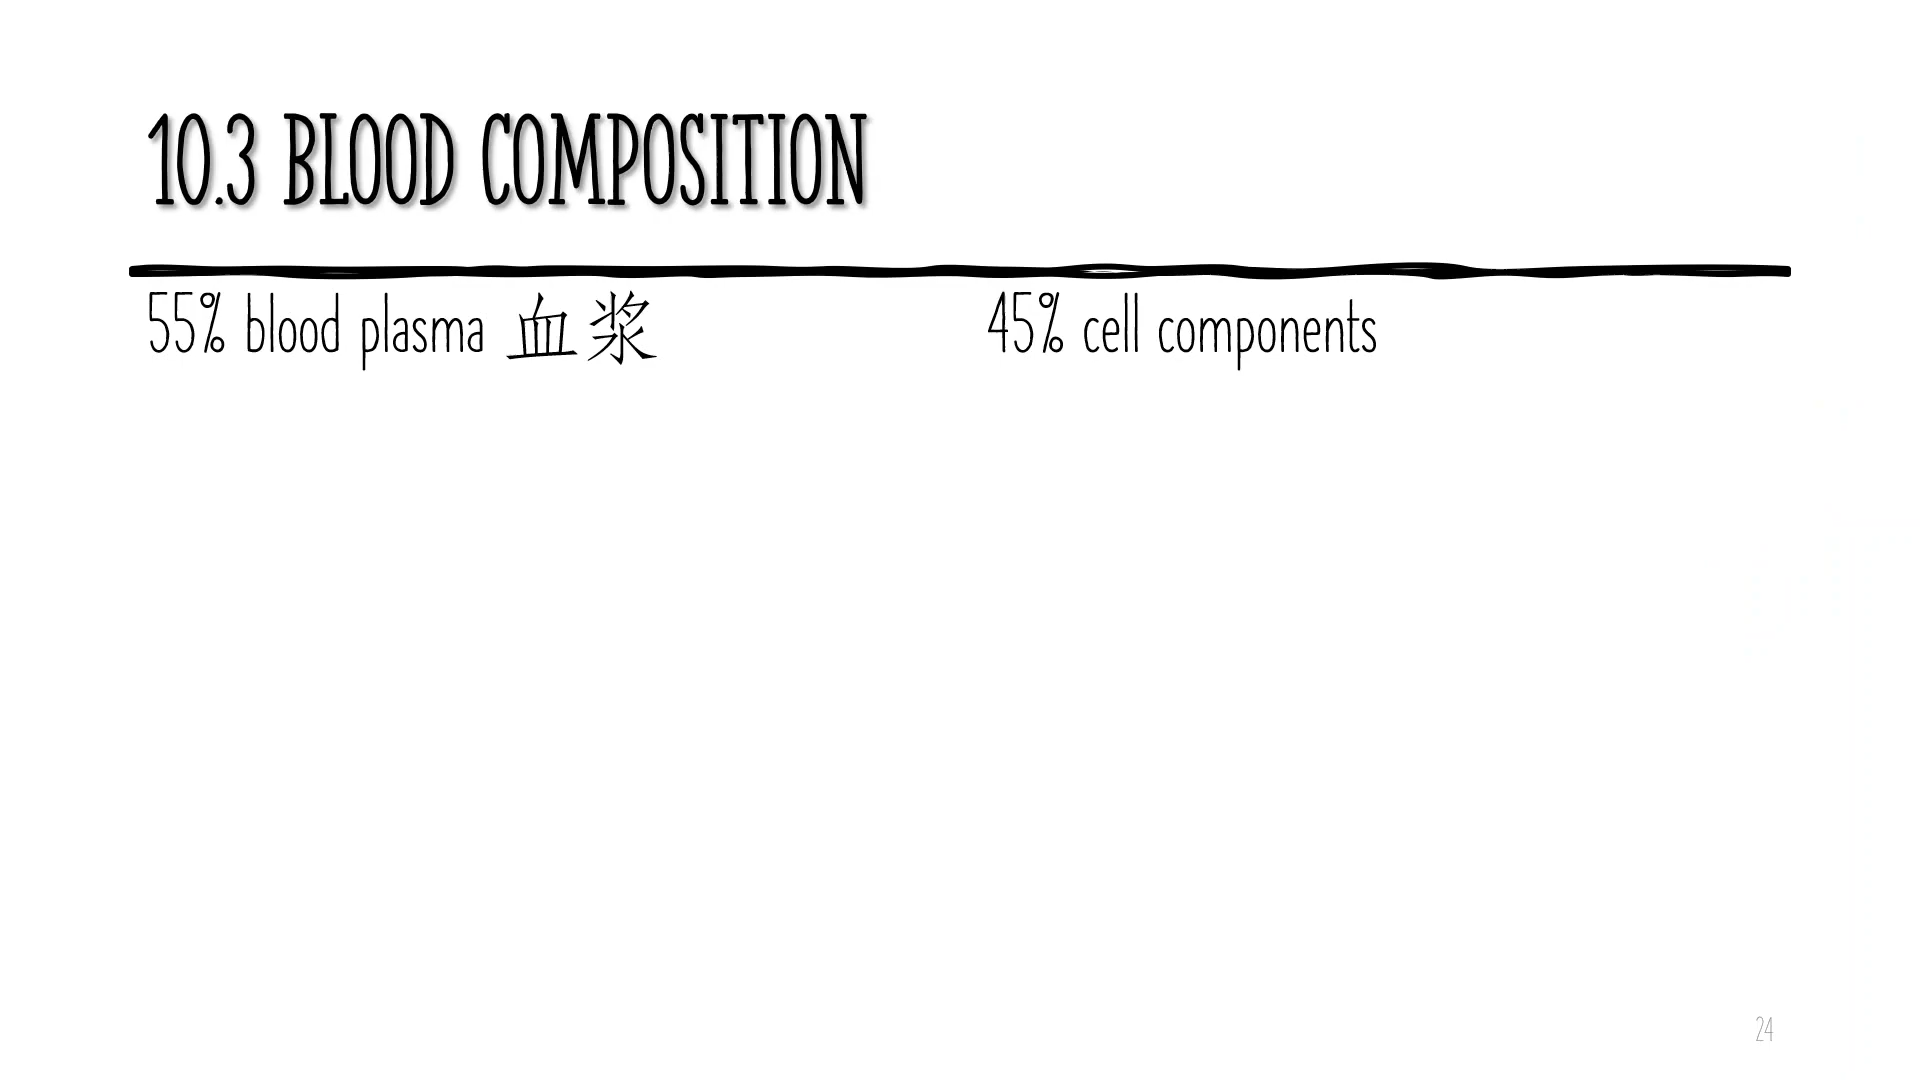 10.3 BLOOD COMPOSITION
55% blood plasma 血浆
45% cell components
24